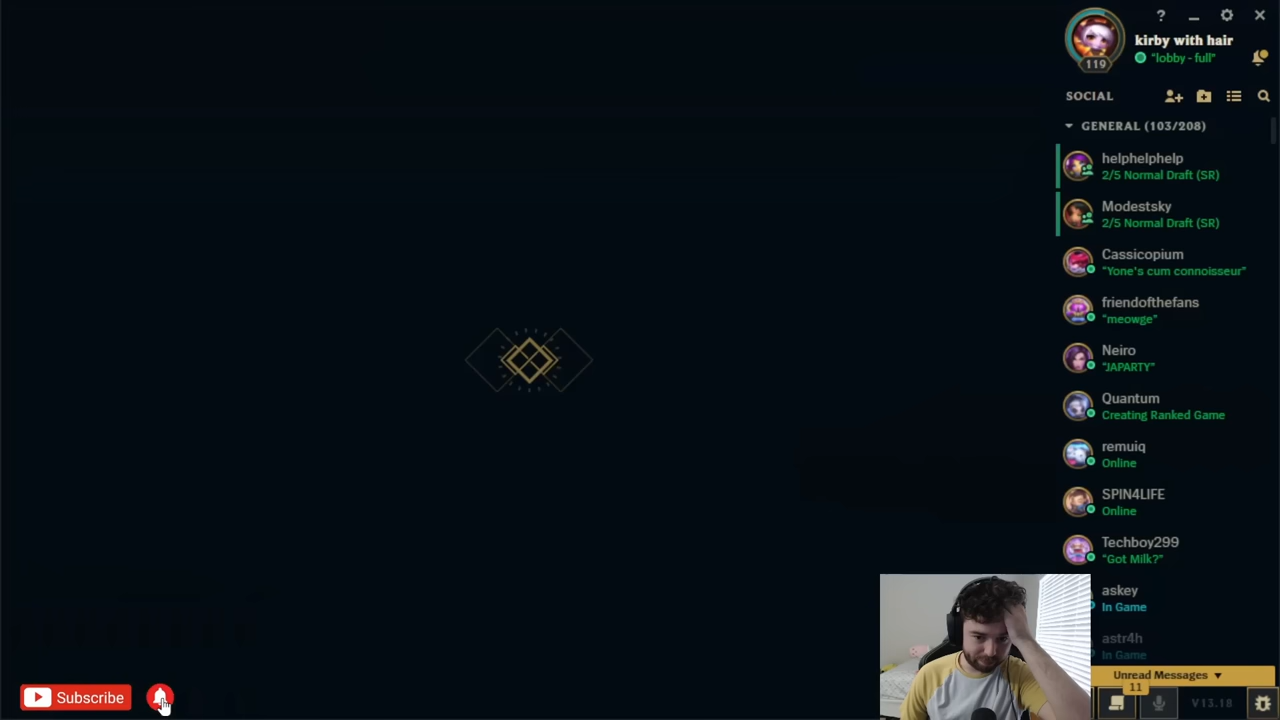 ?
kirby with hair
119
"lobby - full"
SOCIAL
GENERAL (103/208)
helphelphelp
2/5 Normal Draft (SR)
Modestsky
2/5 Normal Draft (SR)
Cassicopium
"Yone's cum connoisseur"
friendofthefans
"meowge"
Neiro
"JAPARTY"
Quantum
Creating Ranked Game
remuiq
Online
SPIN4LIFE
Online
Techboy299
"Got Milk?"
askey
In Game
astr4h
In Game
Unread Messages
11
V13.18
Subscribe